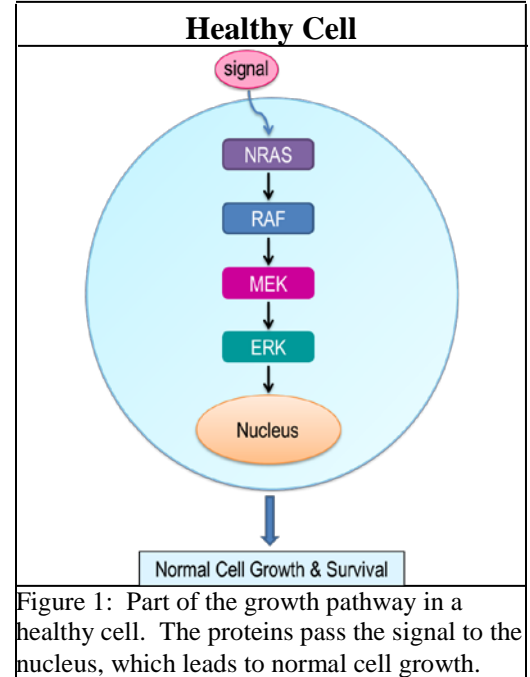 Healthy Cell
signal
NRAS
RAF
MEK
ERK
Nucleus
Normal Cell Growth & Survival
Figure 1:  Part of the growth pathway in a
healthy cell.  The proteins pass the signal to the
nucleus, which leads to normal cell growth.